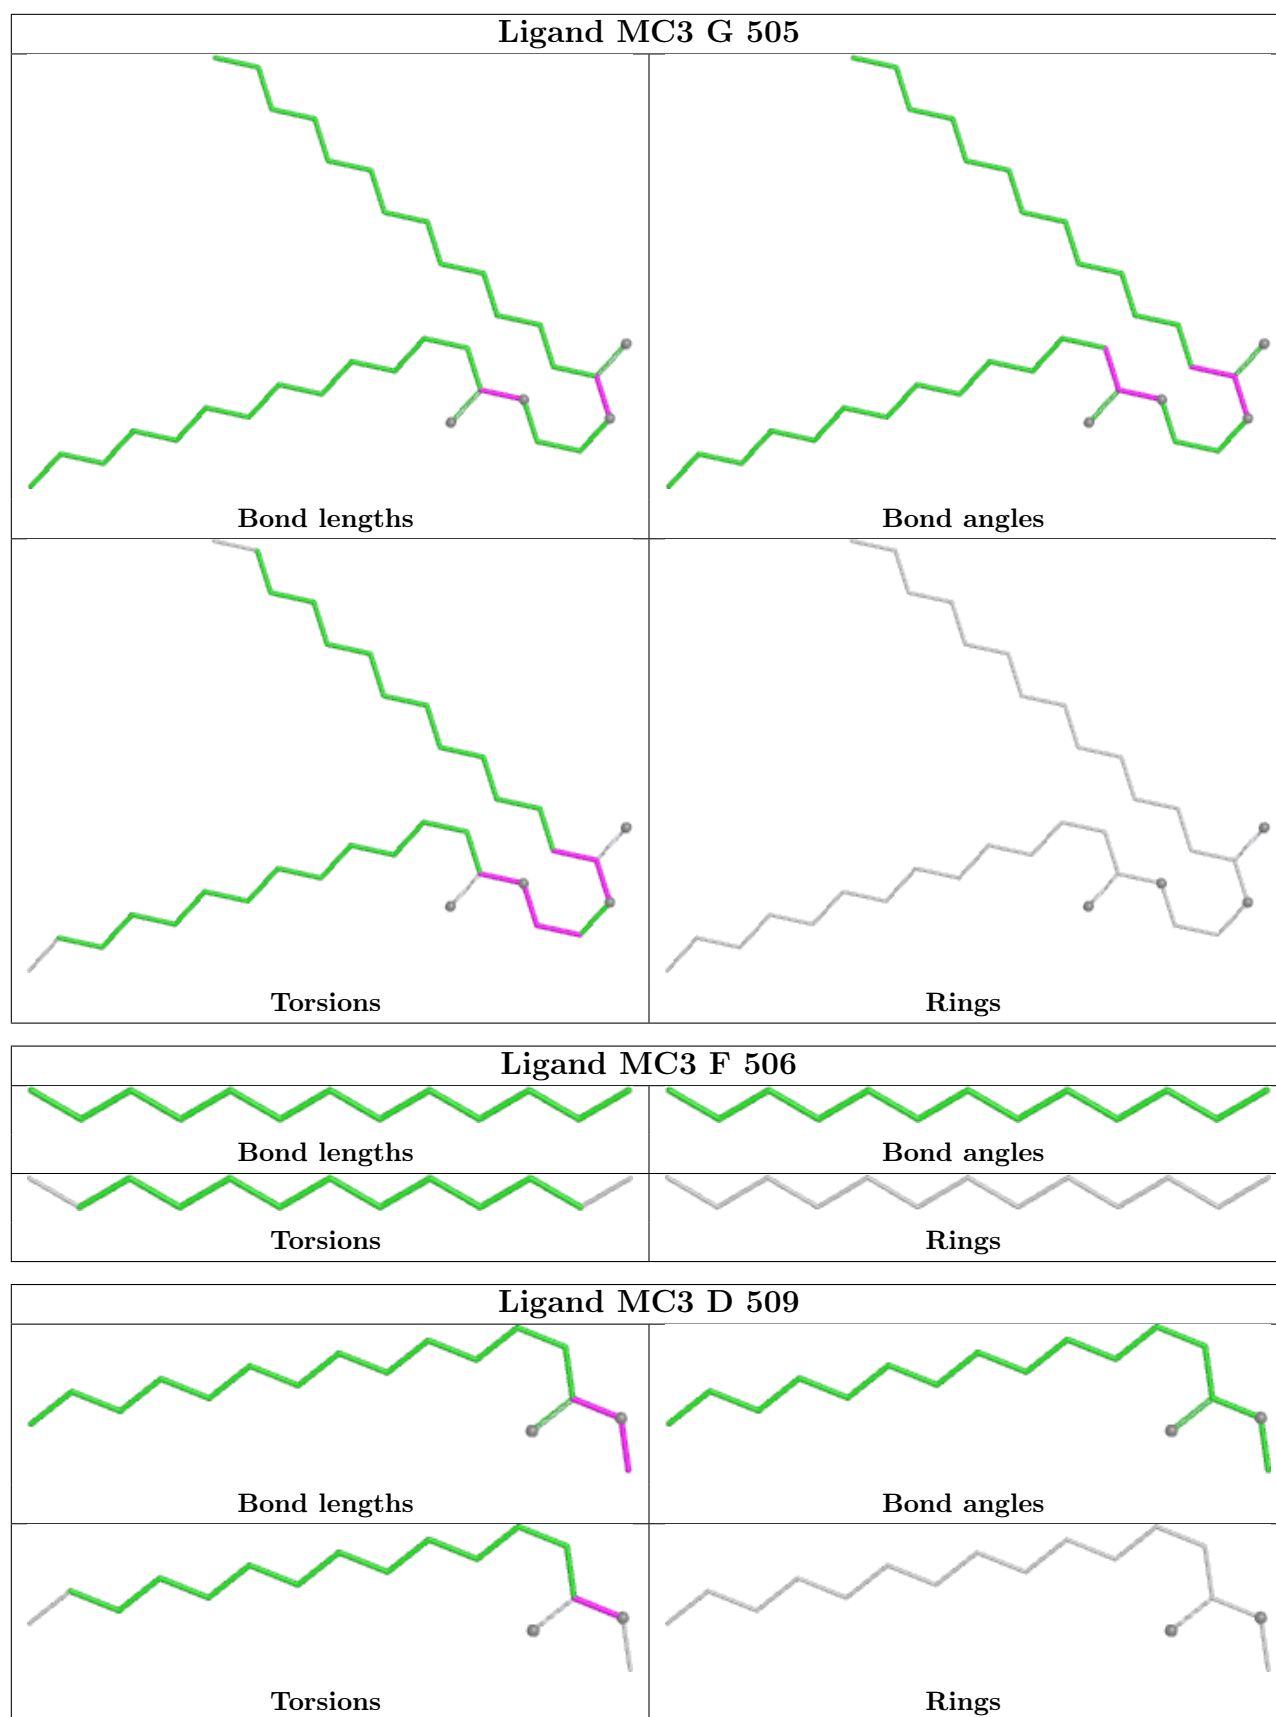 Ligand MC3 G 505
Bond lengths
Bond angles
Torsions
Rings
Ligand MC3 F 506
Bond lengths
Bond angles
Torsions
Rings
Ligand MC3 D 509
Bond lengths
Bond angles
Torsions
Rings